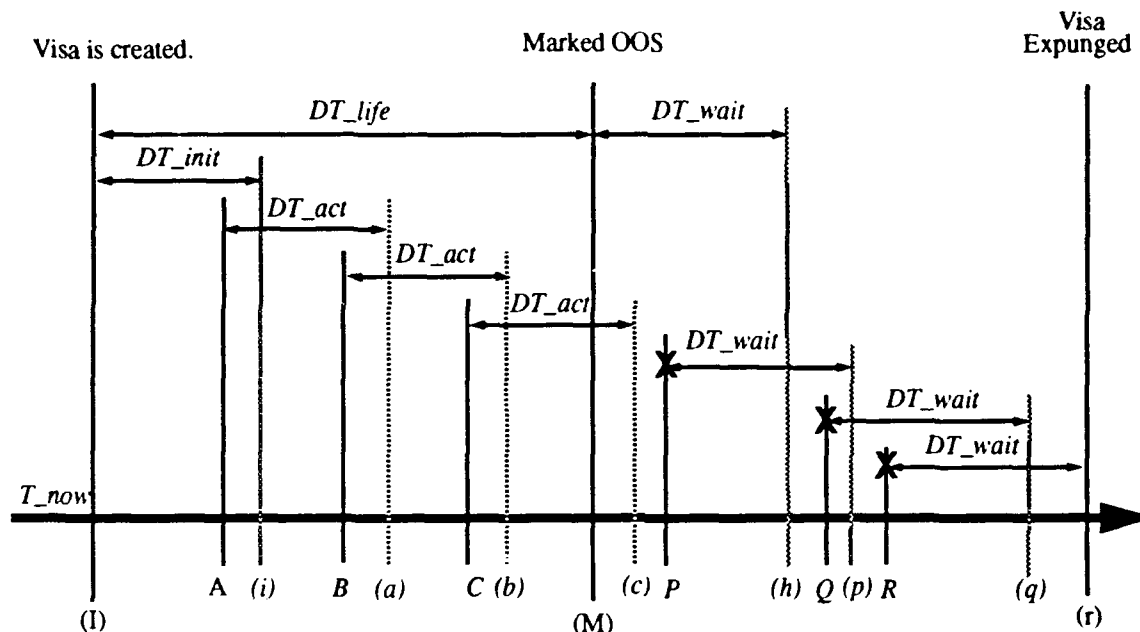 Visa is created.
Marked OOS
Visa
Expunged
DT_life
DT_wait
DT_init
DT_act
DT_act
DT_act
DT_wait
DT_wait
DT_wait
T_now
A (i) B (a) C (b) (c) P (h) Q (p) R (q)
(I) (M) (r)